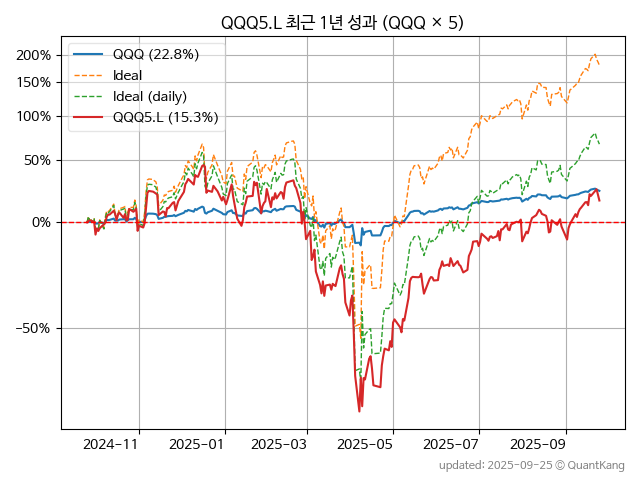 QQQ5.L 최근 1년 성과 (QQQ × 5)
QQQ (22.8%)
Ideal
Ideal (daily)
QQQ5.L (15.3%)
200%
150%
100%
50%
0%
−50%
2024-11
2025-01
2025-03
2025-05
2025-07
2025-09
updated: 2025-09-25 © QuantKang